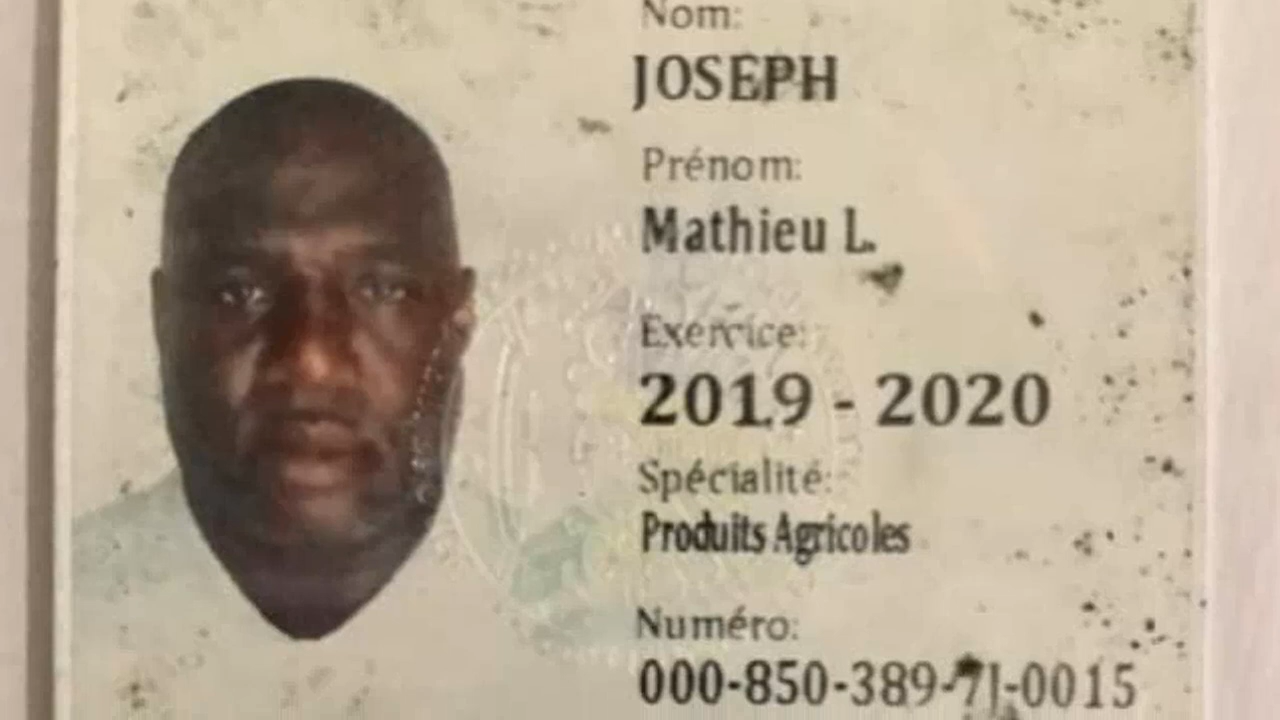 Nom:
JOSEPH
Prénom:
Mathieu L.
Exercice:
2019 - 2020
Spécialité:
Produits Agricoles
Numéro:
000-850-389-7J-0015